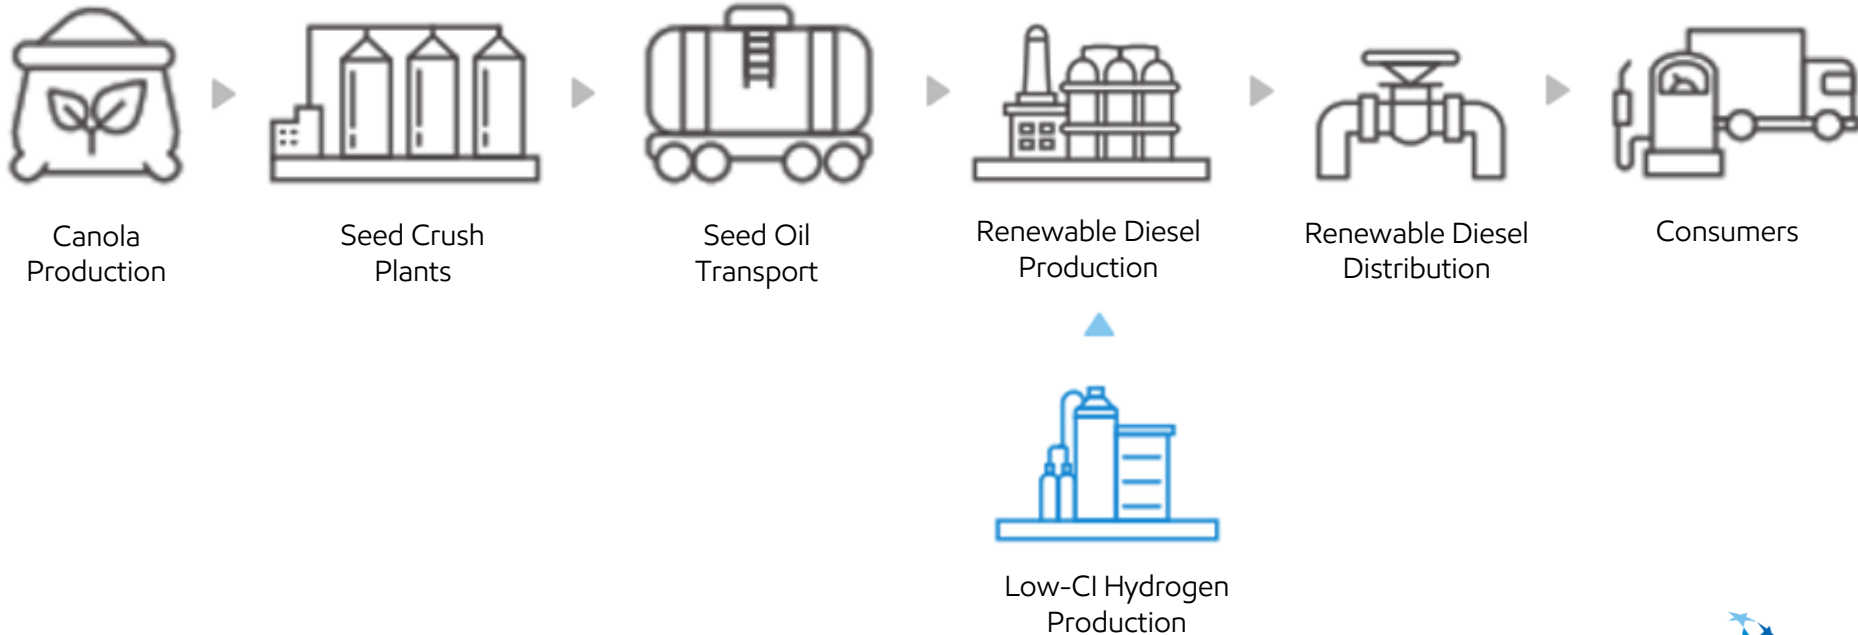 Canola
Production
Seed Crush
Plants
Seed Oil
Transport
Renewable Diesel
Production
Renewable Diesel
Distribution
Consumers
Low-CI Hydrogen
Production